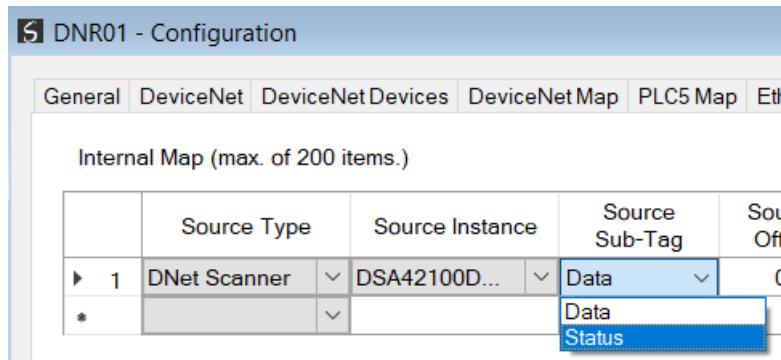 DNR01 - Configuration
General DeviceNet DeviceNet Devices DeviceNet Map PLC5 Map
Internal Map (max. of 200 items.)
Source Type Source Instance Source Sub-Tag
1 DNet Scanner DSA42100D... Data
Data
Status